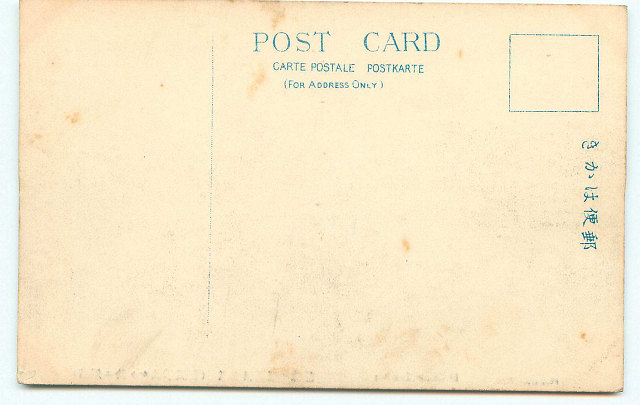 POST CARD
CARTE POSTALE POSTKARTE
(FOR ADDRESS ONLY)
きかは便郵